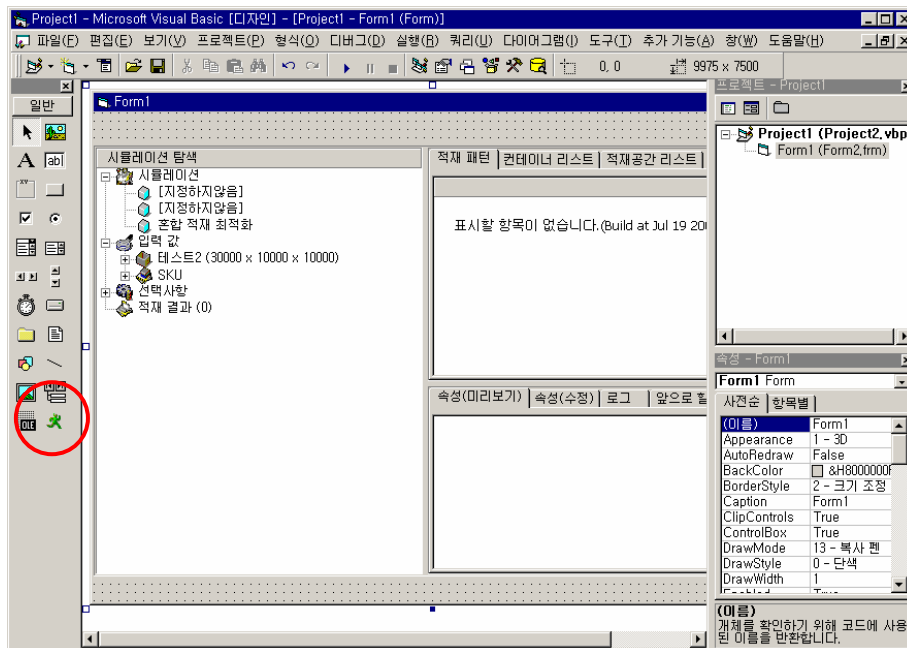 Project1 - Microsoft Visual Basic [디자인] - [Project1 - Form1 (Form)]
파일(F) 편집(E) 보기(V) 프로젝트(P) 형식(O) 디버그(D) 실행(R) 쿼리(U) 다이어그램(I) 도구(T) 추가 기능(A) 창(W) 도움말(H)
0, 0 9975 x 7500
일반
Form1
시뮬레이션 탐색
시뮬레이션
[지정하지않음]
[지정하지않음]
혼합 적재 최적화
입력 값
테스트2 (30000 x 10000 x 10000)
SKU
선택사항
적재 결과 (0)
적재 패턴 컨테이너 리스트 적재공간 리스트
표시할 항목이 없습니다.(Build at Jul 19 20
속성(미리보기) 속성(수정) 로그 앞으로 할
A ab
OLE
프로젝트 - Project1
Project1 (Project2.vbp
Form1 (Form2.frm)
속성 - Form1
Form1 Form
사전순 항목별
(이름) Form1
Appearance 1 - 3D
AutoRedraw False
BackColor &H8000000F
BorderStyle 2 - 크기 조정
Caption Form1
ClipControls True
ControlBox True
DrawMode 13 - 복사 펜
DrawStyle 0 - 단색
DrawWidth 1
(이름)
개체를 확인하기 위해 코드에 사용
된 이름을 반환합니다.